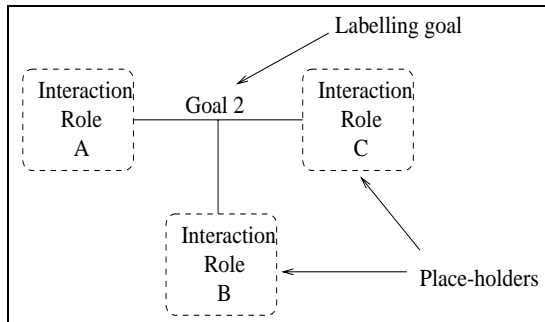 Labelling goal
Interaction
Role
A
Goal 2
Interaction
Role
C
Interaction
Role
B
Place-holders